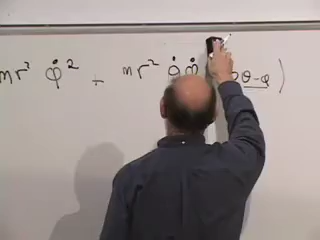 mr² φ̇² + mr² θ̇ φ̇ θ-φ)